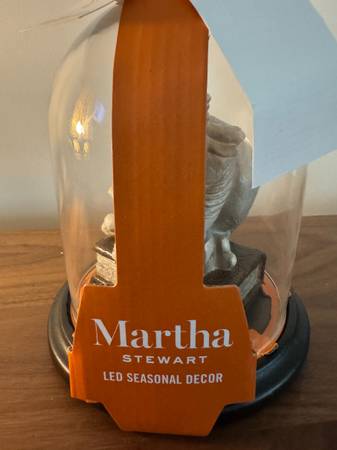 Martha
STEWART
LED SEASONAL DECOR